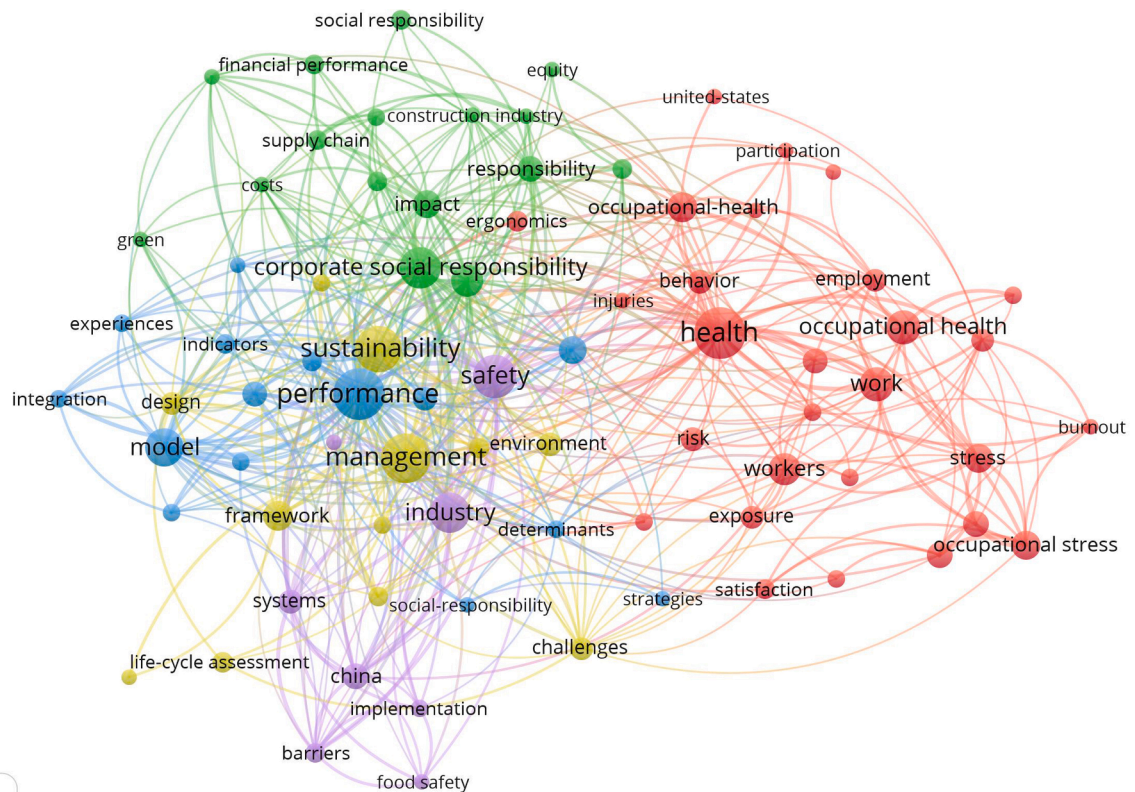 social responsibility
financial performance
equity
united-states
construction industry
supply chain
participation
responsibility
costs
impact
occupational-health
ergonomics
green
corporate social responsibility
behavior
employment
injuries
experiences
occupational health
health
indicators
sustainability
safety
work
performance
integration
design
burnout
risk
environment
model
management
stress
workers
industry
framework
exposure
determinants
occupational stress
satisfaction
systems
social-responsibility
strategies
challenges
life-cycle assessment
china
implementation
barriers
food safety